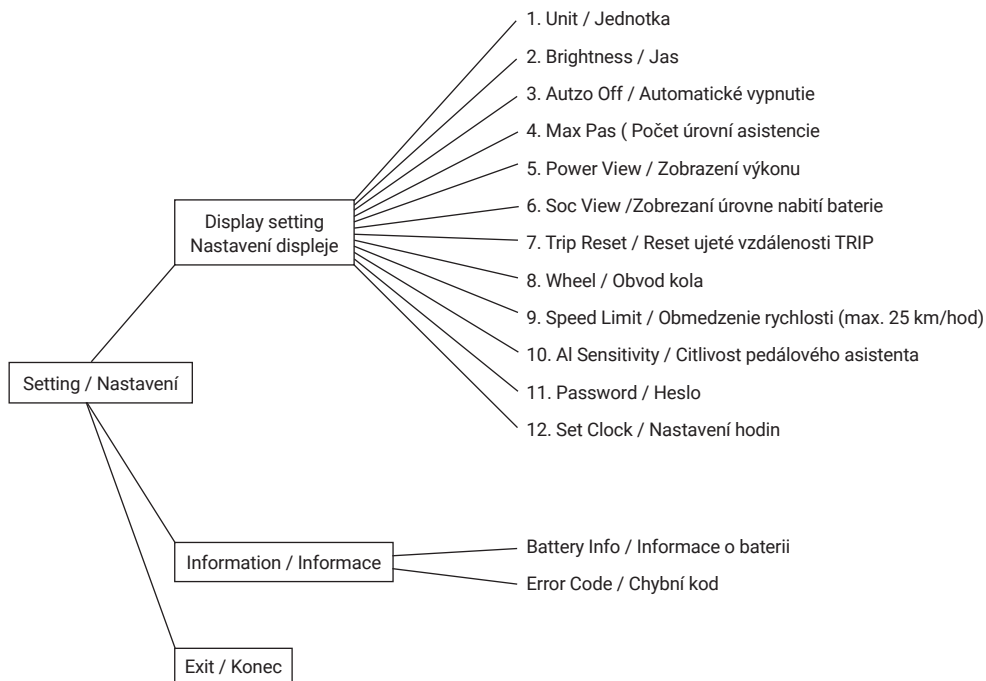 1. Unit / Jednotka
2. Brightness / Jas
3. Autzo Off / Automatické vypnutie
4. Max Pas ( Počet úrovní asistencie
5. Power View / Zobrazení výkonu
6. Soc View /Zobrezaní úrovne nabití baterie
7. Trip Reset / Reset ujeté vzdálenosti TRIP
8. Wheel / Obvod kola
9. Speed Limit / Obmedzenie rychlosti (max. 25 km/hod)
10. Al Sensitivity / Citlivost pedálového asistenta
11. Password / Heslo
12. Set Clock / Nastavení hodin
Display setting
Nastavení displeje
Setting / Nastavení
Information / Informace
Battery Info / Informace o baterii
Error Code / Chybní kod
Exit / Konec